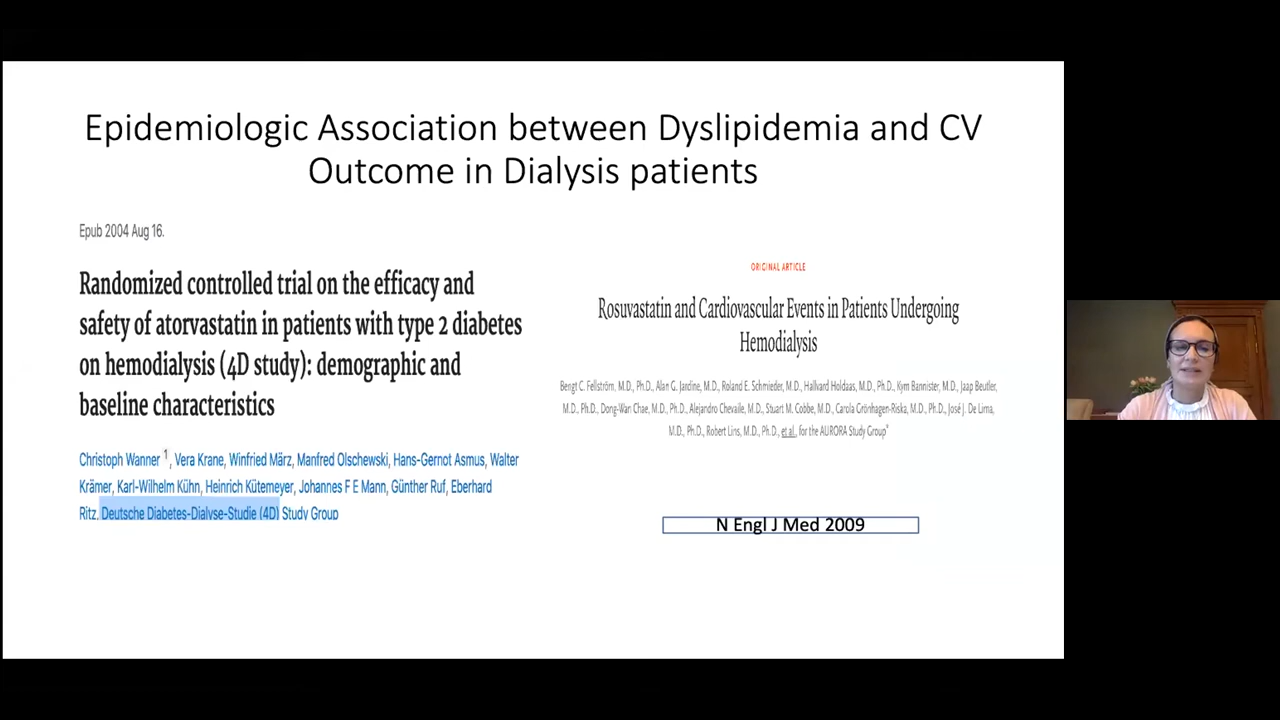 Epidemiologic Association between Dyslipidemia and CV
Outcome in Dialysis patients
Epub 2004 Aug 16.
Randomized controlled trial on the efficacy and
safety of atorvastatin in patients with type 2 diabetes
on hemodialysis (4D study): demographic and
baseline characteristics
Christoph Wanner 1, Vera Krane, Winfried März, Manfred Olschewski, Hans-Gernot Asmus, Walter
Krämer, Karl-Wilhelm Kühn, Heinrich Kütemeyer, Johannes F E Mann, Günther Ruf, Eberhard
Ritz, Deutsche Diabetes-Dialyse-Studie (4D) Study Group
ORIGINAL ARTICLE
Rosuvastatin and Cardiovascular Events in Patients Undergoing
Hemodialysis
Bengt C. Fellström, M.D., Ph.D., Alan G. Jardine, M.D., Roland E. Schmieder, M.D., Hallvard Holdaas, M.D., Ph.D., Kym Bannister, M.D., Jaap Beutler,
M.D., Ph.D., Dong-Wan Chae, M.D., Ph.D., Alejandro Chevaile, M.D., Stuart M. Cobbe, M.D., Carola Grönhagen-Riska, M.D., Ph.D., José J. De Lima,
M.D., Ph.D., Robert Lins, M.D., Ph.D., et al., for the AURORA Study Group*
N Engl J Med 2009